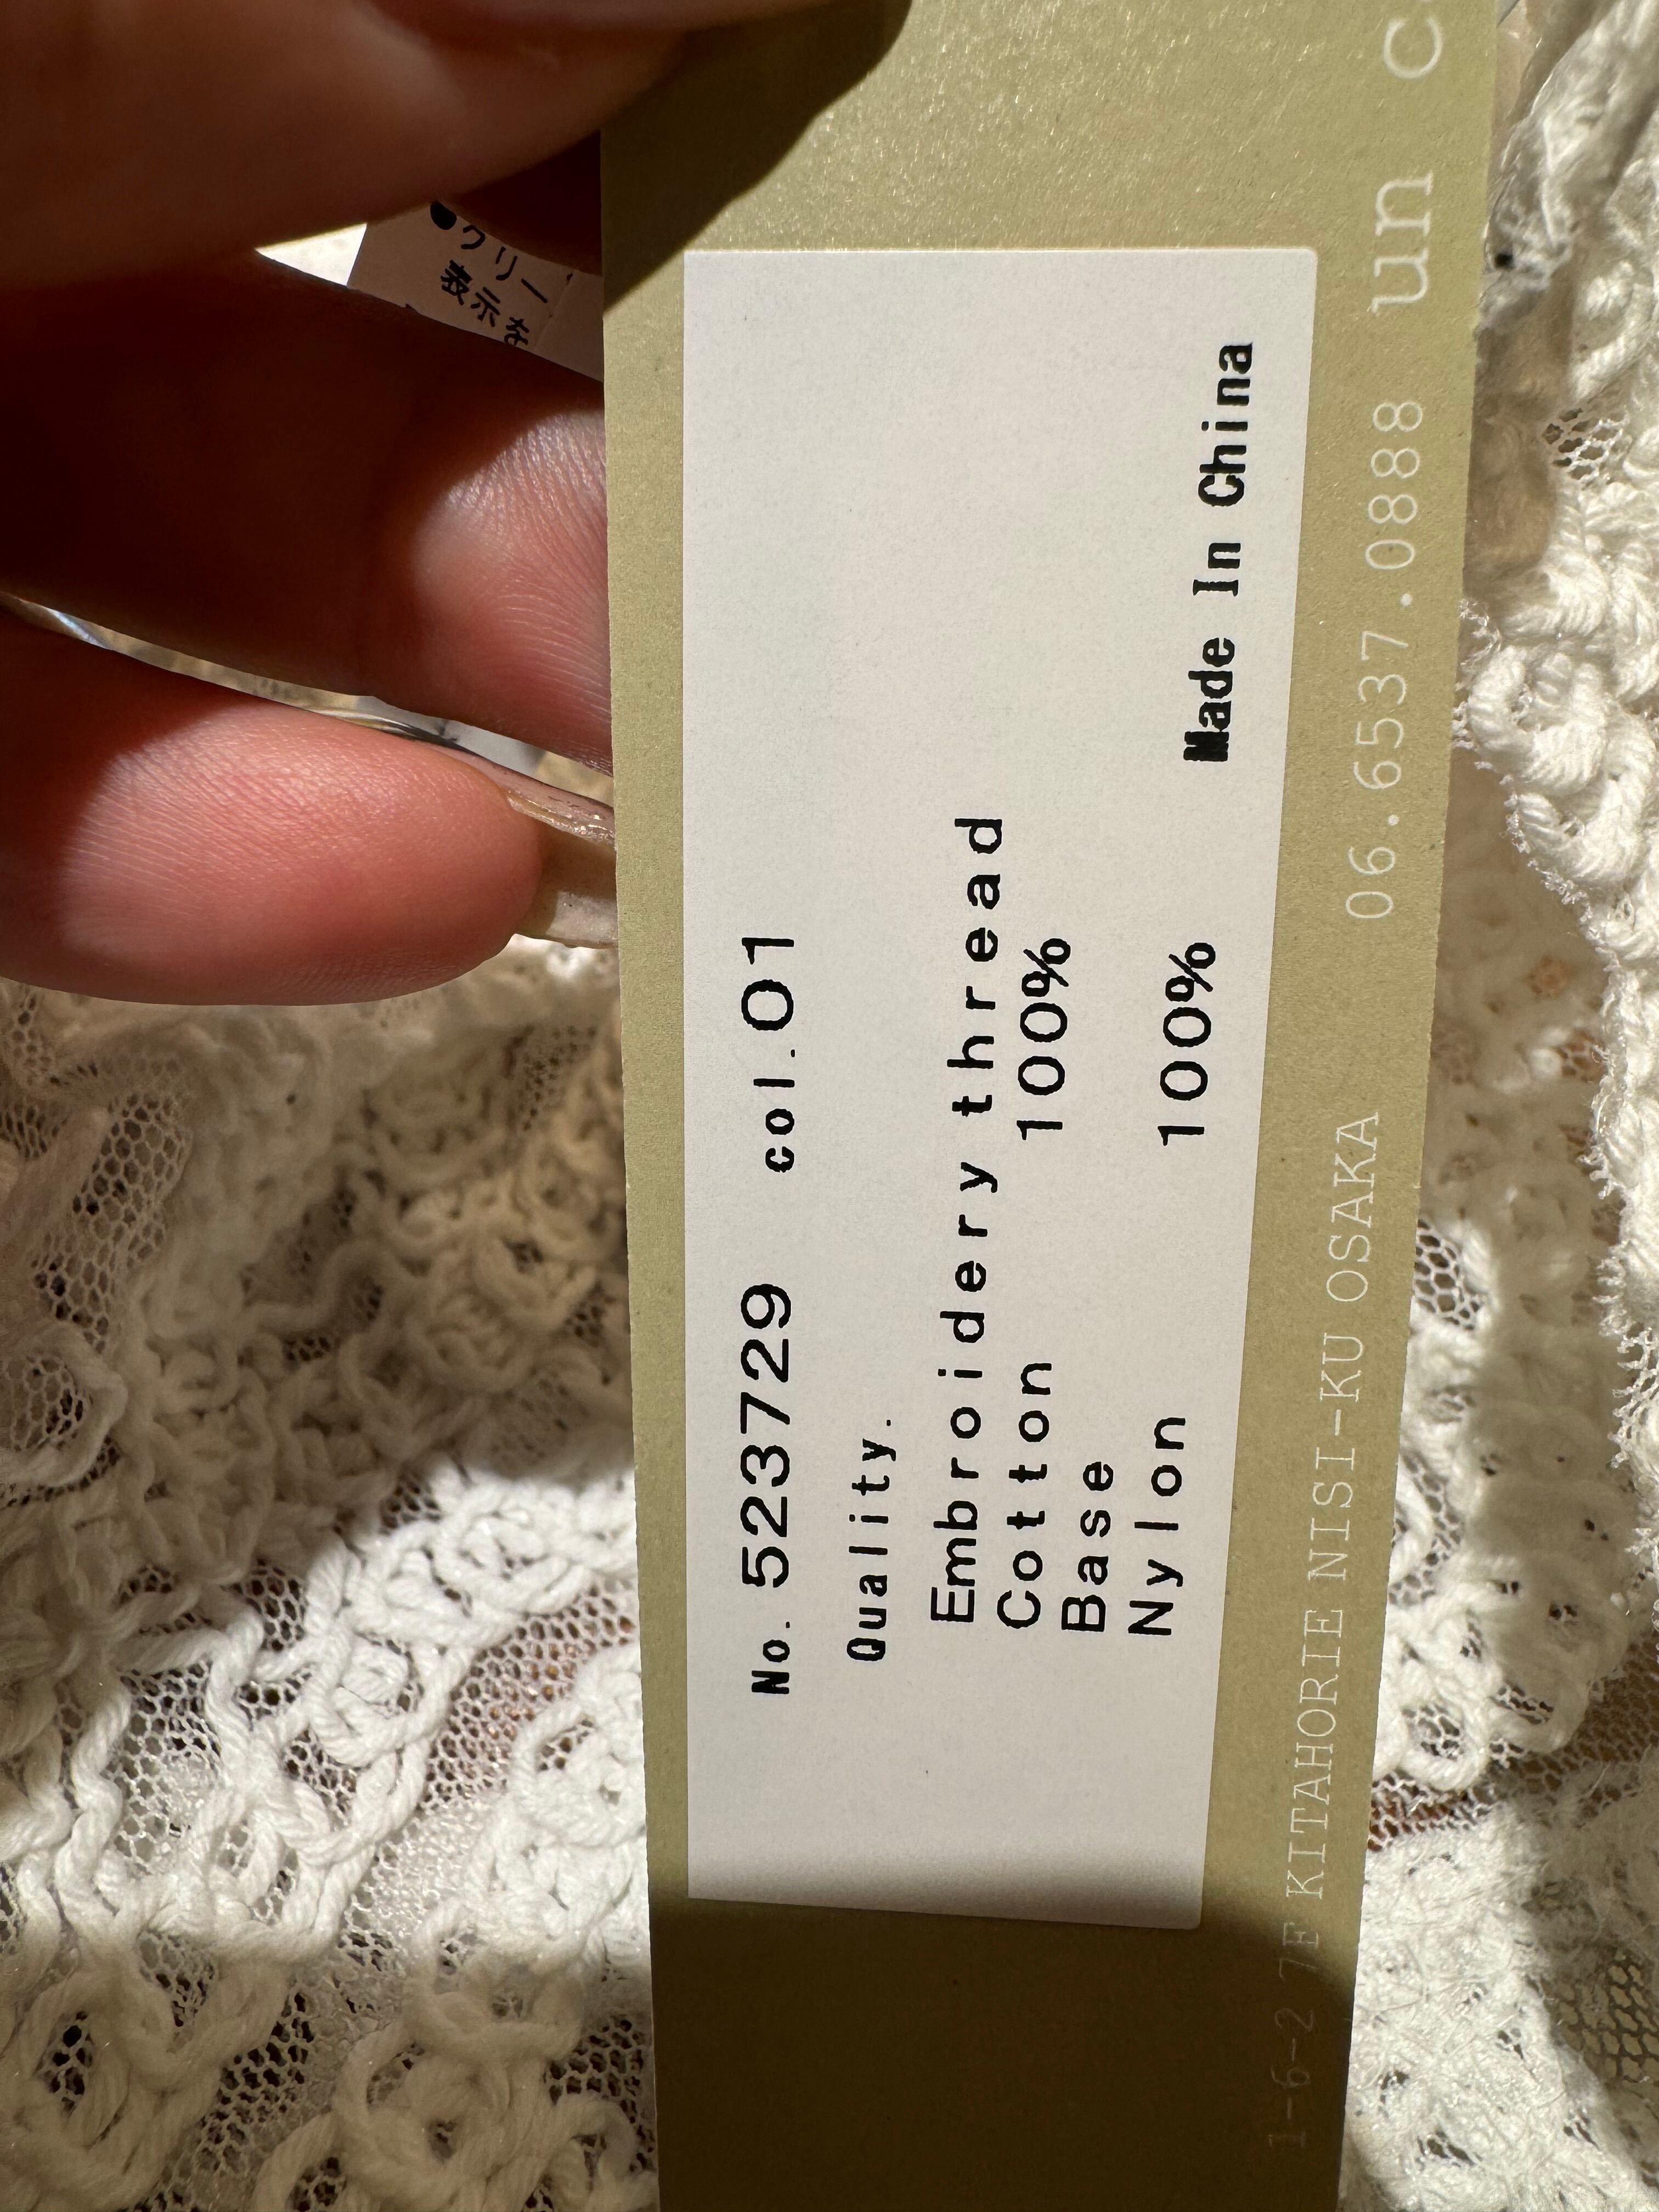 No. 523729 col.01
Quality.
Embroidery thread
Cotton 100%
Base
Nylon 100%
Made In China
1-6-2 7F KITAHORIE NISI-KU OSAKA 06.6537.0888
un c
●クリー
表示を